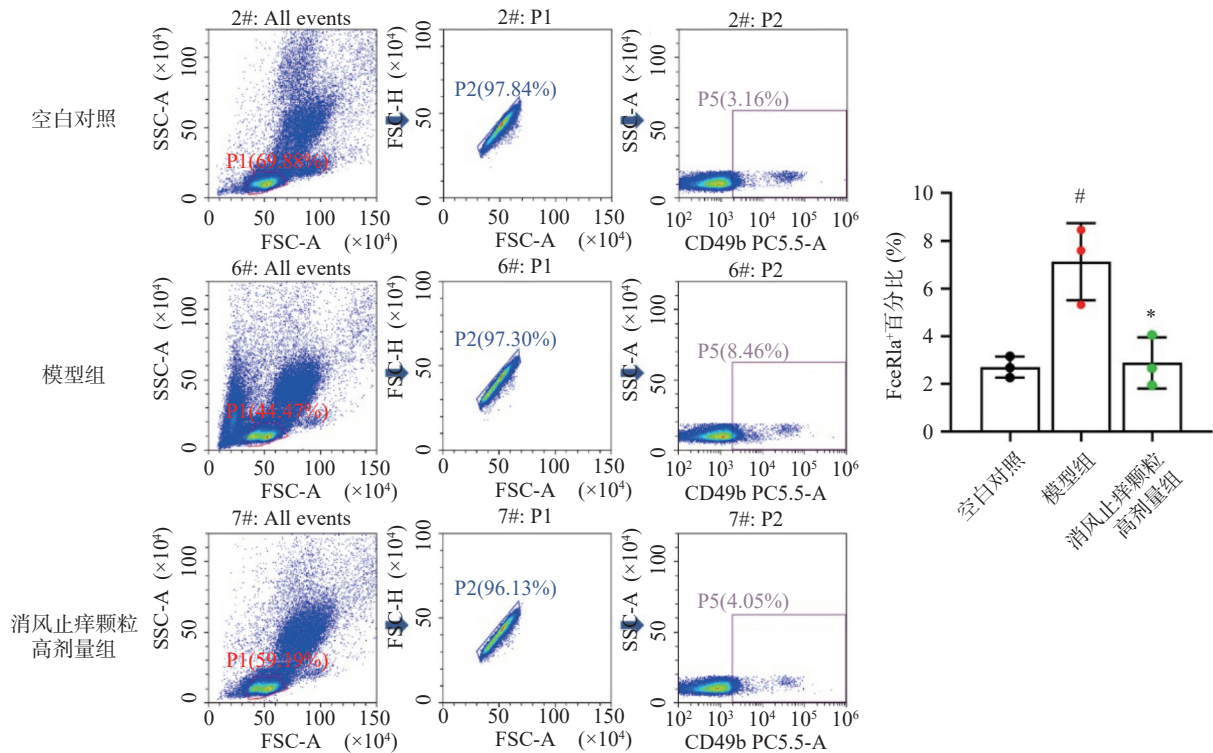 2#: All events
2#: P1
2#: P2
空白对照
SSC-A (×10⁴)
100
50
0
P1(69.88%)
0 50 100 150
FSC-A (×10⁴)
FSC-H (×10⁴)
100
50
0
P2(97.84%)
0 50 100 150
FSC-A (×10⁴)
SSC-A (×10⁴)
100
50
0
P5(3.16%)
10² 10³ 10⁴ 10⁵ 10⁶
CD49b PC5.5-A
6#: All events
6#: P1
6#: P2
模型组
SSC-A (×10⁴)
100
50
0
P1(44.47%)
0 50 100 150
FSC-A (×10⁴)
FSC-H (×10⁴)
100
50
0
P2(97.30%)
0 50 100 150
FSC-A (×10⁴)
SSC-A (×10⁴)
100
50
0
P5(8.46%)
10² 10³ 10⁴ 10⁵ 10⁶
CD49b PC5.5-A
7#: All events
7#: P1
7#: P2
消风止痒颗粒
高剂量组
SSC-A (×10⁴)
100
50
0
P1(59.19%)
0 50 100 150
FSC-A (×10⁴)
FSC-H (×10⁴)
100
50
0
P2(96.13%)
0 50 100 150
FSC-A (×10⁴)
SSC-A (×10⁴)
100
50
0
P5(4.05%)
10² 10³ 10⁴ 10⁵ 10⁶
CD49b PC5.5-A
FceRla⁺百分比 (%)
10
8
6
4
2
0
#
*
空白对照
模型组
消风止痒颗粒
高剂量组